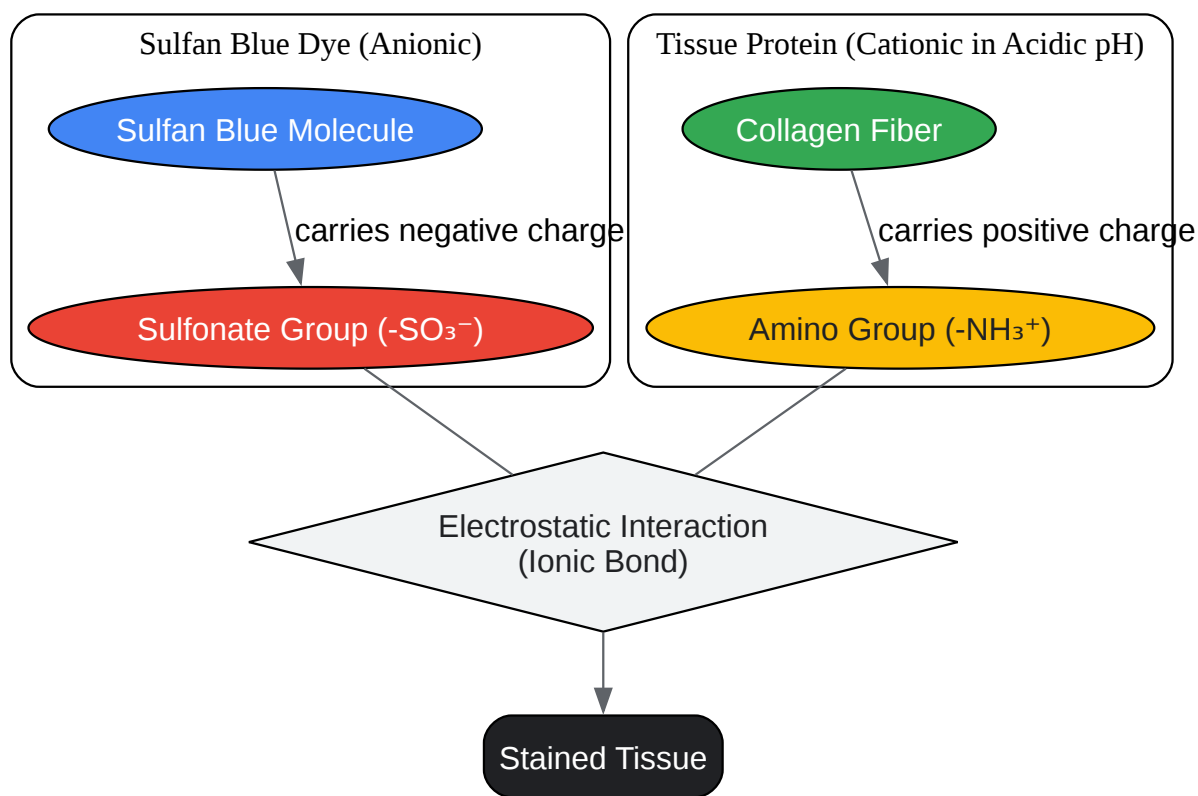 Sulfan Blue Dye (Anionic)
Sulfan Blue Molecule
carries negative charge
Sulfonate Group (-SO₃⁻)
Tissue Protein (Cationic in Acidic pH)
Collagen Fiber
carries positive charge
Amino Group (-NH₃⁺)
Electrostatic Interaction
(Ionic Bond)
Stained Tissue